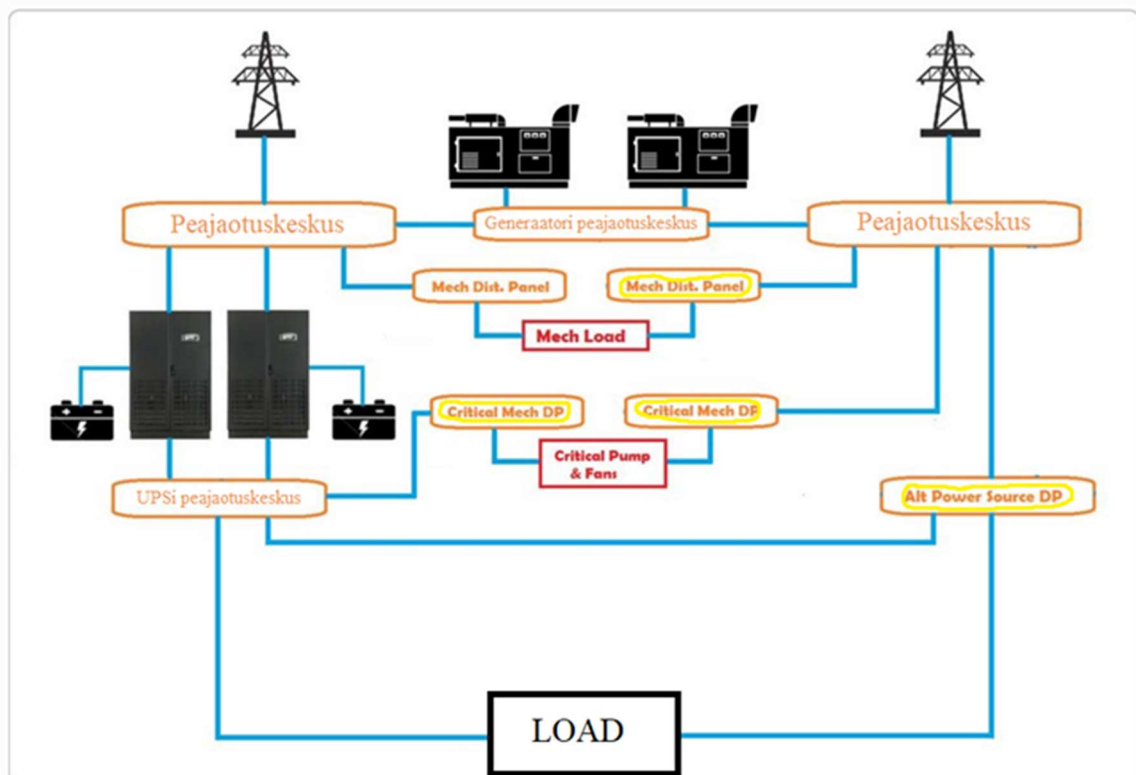 Peajaotuskeskus
Generaatori peajaotuskeskus
Peajaotuskeskus
Mech Dist. Panel
Mech Dist. Panel
Mech Load
Critical Mech DP
Critical Mech DP
Critical Pump
& Fans
UPSi peajaotuskeskus
Alt Power Source DP
LOAD